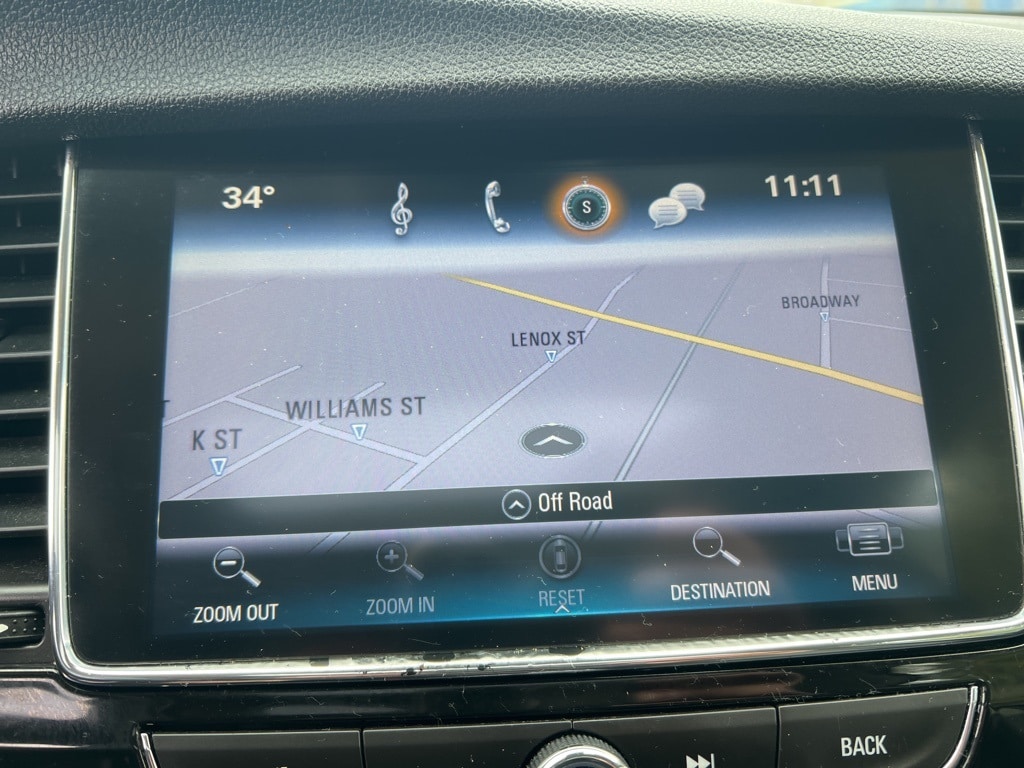 34°
S
11:11
BROADWAY
LENOX ST
WILLIAMS ST
K ST
Off Road
ZOOM OUT
ZOOM IN
RESET
DESTINATION
MENU
BACK